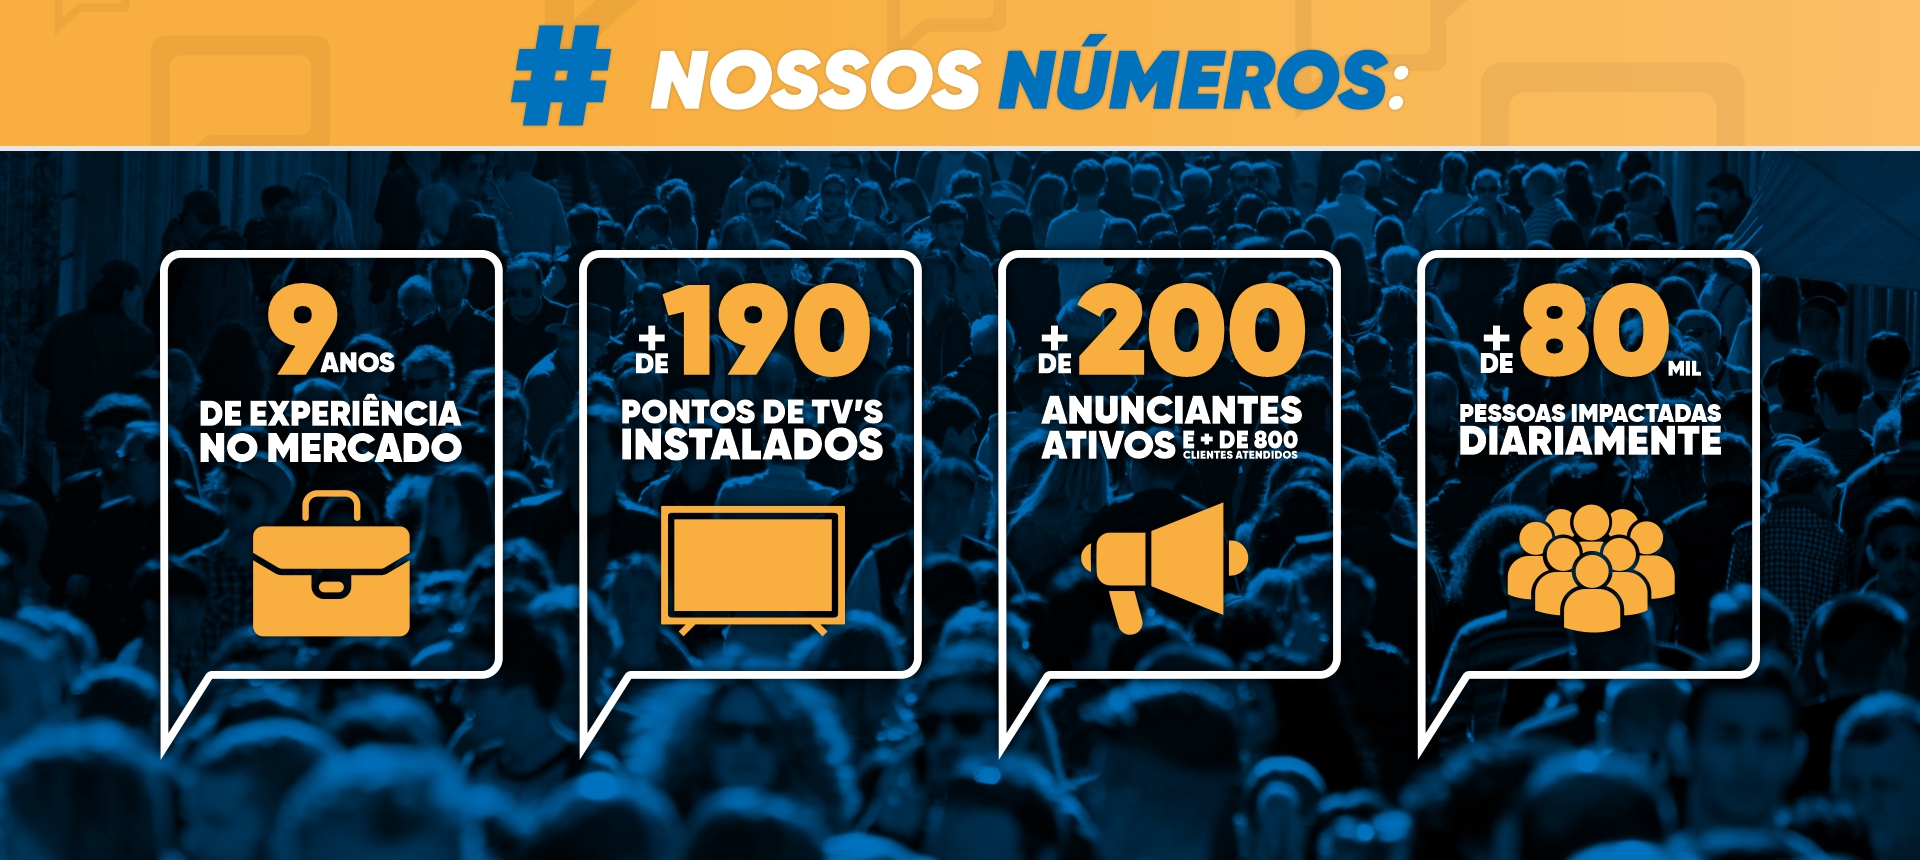 # NOSSOS NÚMEROS:
9 ANOS
DE EXPERIÊNCIA
NO MERCADO
+ DE 190
PONTOS DE TV'S
INSTALADOS
+ DE 200
ANUNCIANTES
ATIVOS E + DE 800
CLIENTES ATENDIDOS
+ DE 80 MIL
PESSOAS IMPACTADAS
DIARIAMENTE